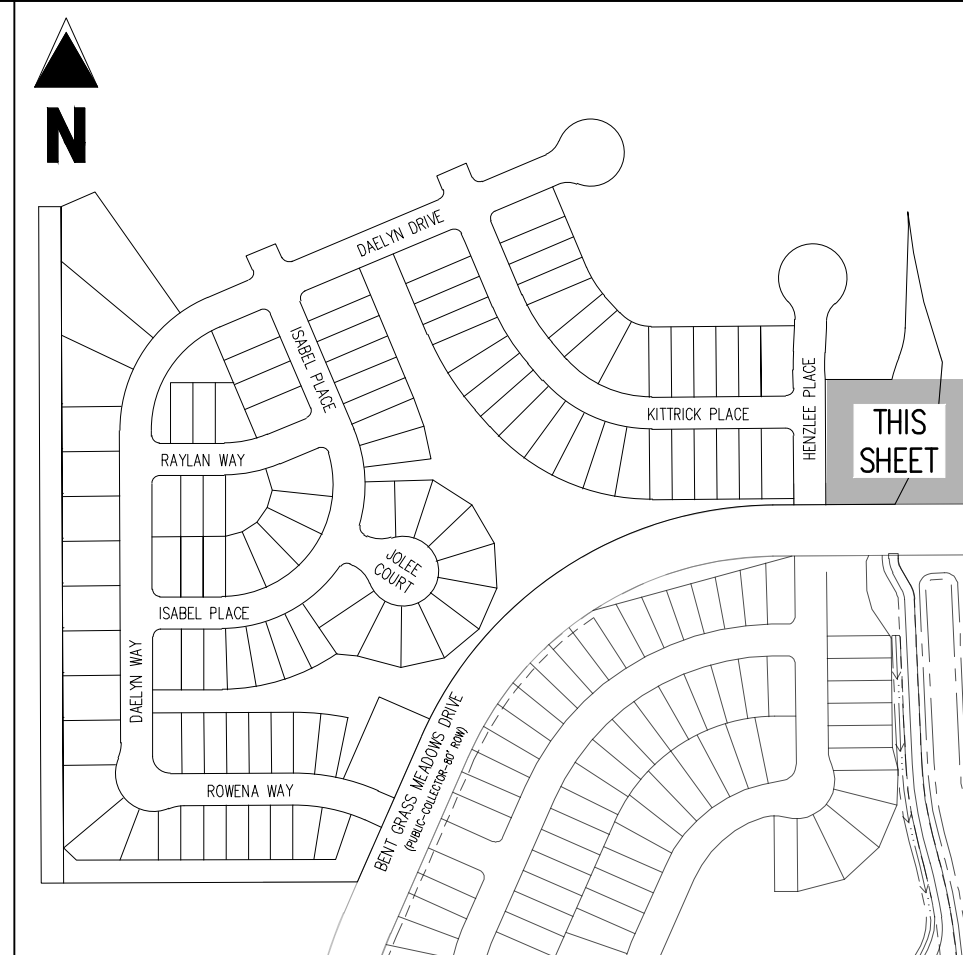 N
DAELYN DRIVE
ISABEL PLACE
HENZLEE PLACE
KITTRICK PLACE
THIS
SHEET
RAYLAN WAY
JOLEE
COURT
ISABEL PLACE
DAELYN WAY
BENT GRASS MEADOWS DRIVE
(PUBLIC-COLLECTOR-80' ROW)
ROWENA WAY